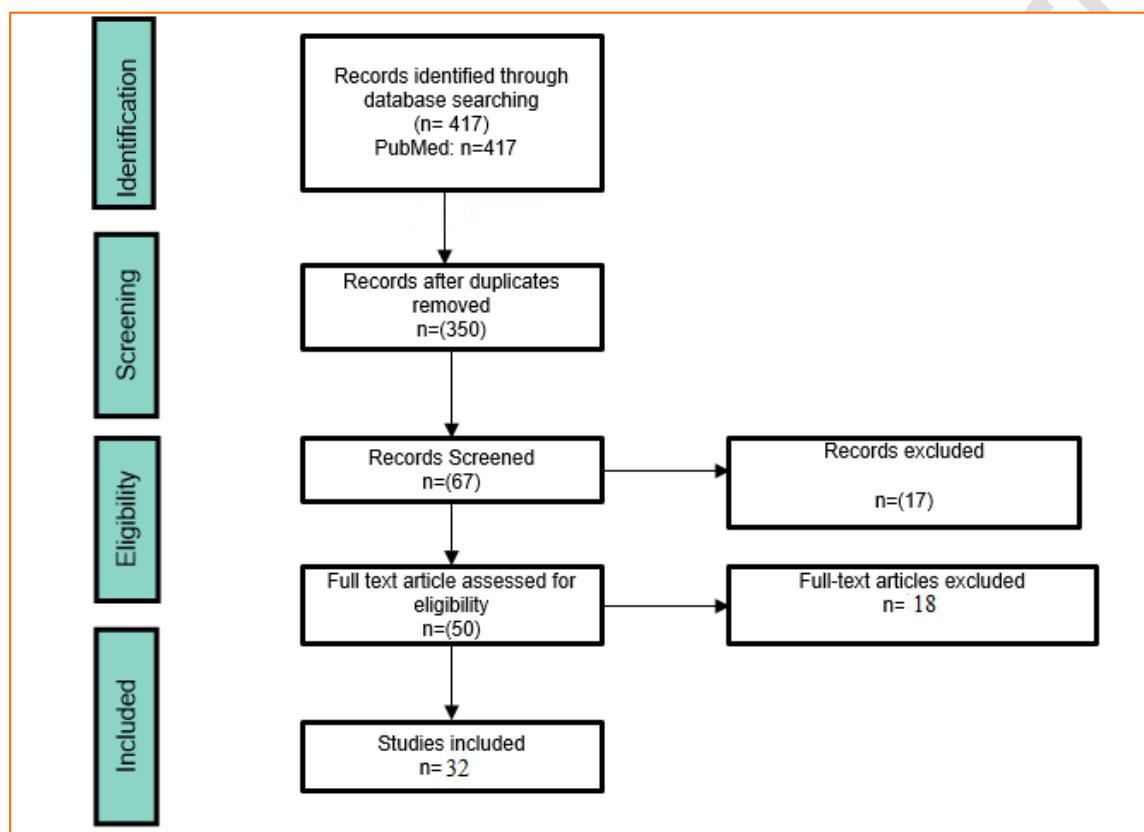 Identification
Records identified through
database searching
(n= 417)
PubMed: n=417
Screening
Records after duplicates
removed
n=(350)
Eligibility
Records Screened
n=(67)
Records excluded
n=(17)
Full text article assessed for
eligibility
n=(50)
Full-text articles excluded
n= 18
Included
Studies included
n= 32